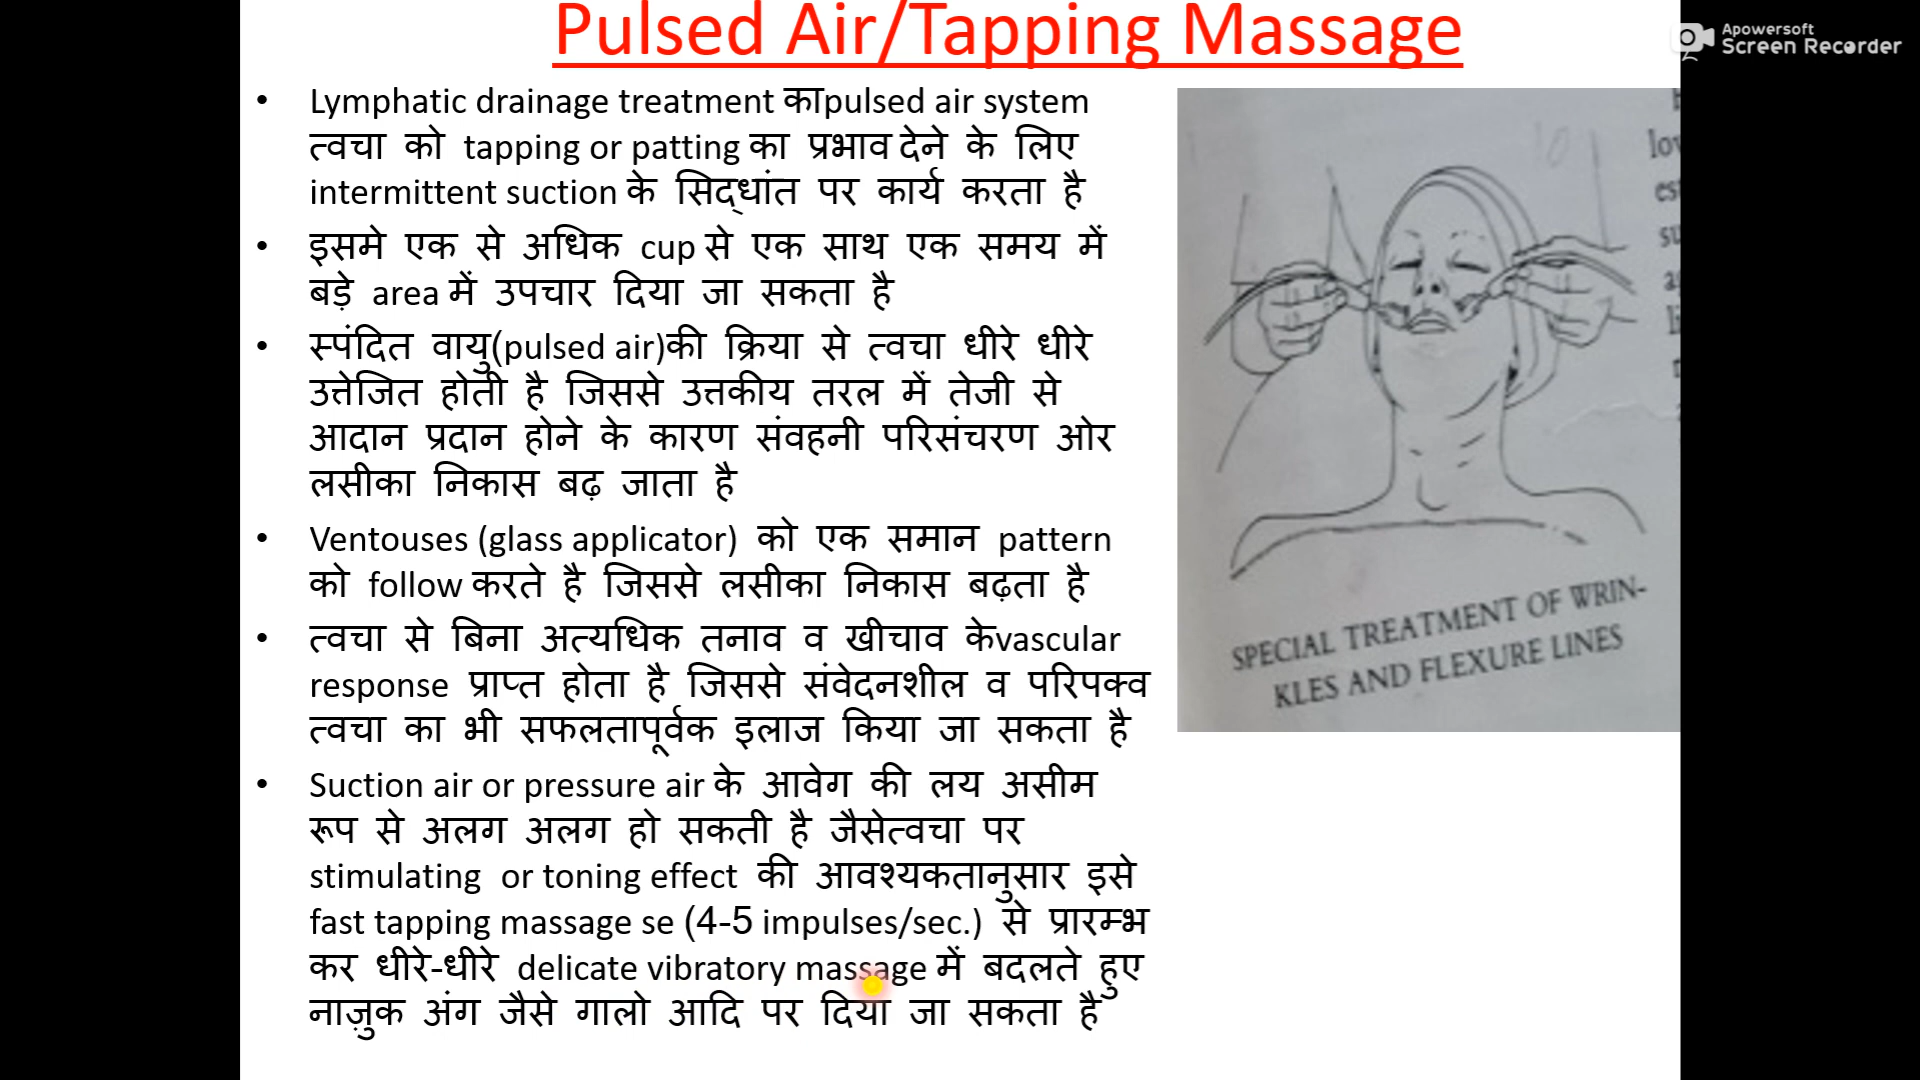 Pulsed Air/Tapping Massage
Apowersoft
Screen Recorder
• Lymphatic drainage treatment काpulsed air system
त्वचा को tapping or patting का प्रभाव देने के लिए
intermittent suction के सिद्धांत पर कार्य करता है
• इसमे एक से अधिक cup से एक साथ एक समय में
बड़े area में उपचार दिया जा सकता है
• स्पंदित वायु(pulsed air)की क्रिया से त्वचा धीरे धीरे
उत्तेजित होती है जिससे उत्तकीय तरल में तेजी से
आदान प्रदान होने के कारण संवहनी परिसंचरण ओर
लसीका निकास बढ़ जाता है
• Ventouses (glass applicator) को एक समान pattern
को follow करते है जिससे लसीका निकास बढ़ता है
• त्वचा से बिना अत्यधिक तनाव व खीचाव केvascular
response प्राप्त होता है जिससे संवेदनशील व परिपक्व
त्वचा का भी सफलतापूर्वक इलाज किया जा सकता है
• Suction air or pressure air के आवेग की लय असीम
रूप से अलग अलग हो सकती है जैसेत्वचा पर
stimulating or toning effect की आवश्यकतानुसार इसे
fast tapping massage se (4-5 impulses/sec.) से प्रारम्भ
कर धीरे-धीरे delicate vibratory massage में बदलते हुए
नाज़ुक अंग जैसे गालो आदि पर दिया जा सकता है
SPECIAL TREATMENT OF WRIN-
KLES AND FLEXURE LINES